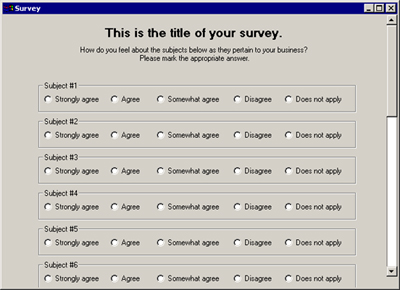 Survey
This is the title of your survey.
How do you feel about the subjects below as they pertain to your business?
Please mark the appropriate answer.
Subject #1
Strongly agree Agree Somewhat agree Disagree Does not apply
Subject #2
Strongly agree Agree Somewhat agree Disagree Does not apply
Subject #3
Strongly agree Agree Somewhat agree Disagree Does not apply
Subject #4
Strongly agree Agree Somewhat agree Disagree Does not apply
Subject #5
Strongly agree Agree Somewhat agree Disagree Does not apply
Subject #6
Strongly agree Agree Somewhat agree Disagree Does not apply